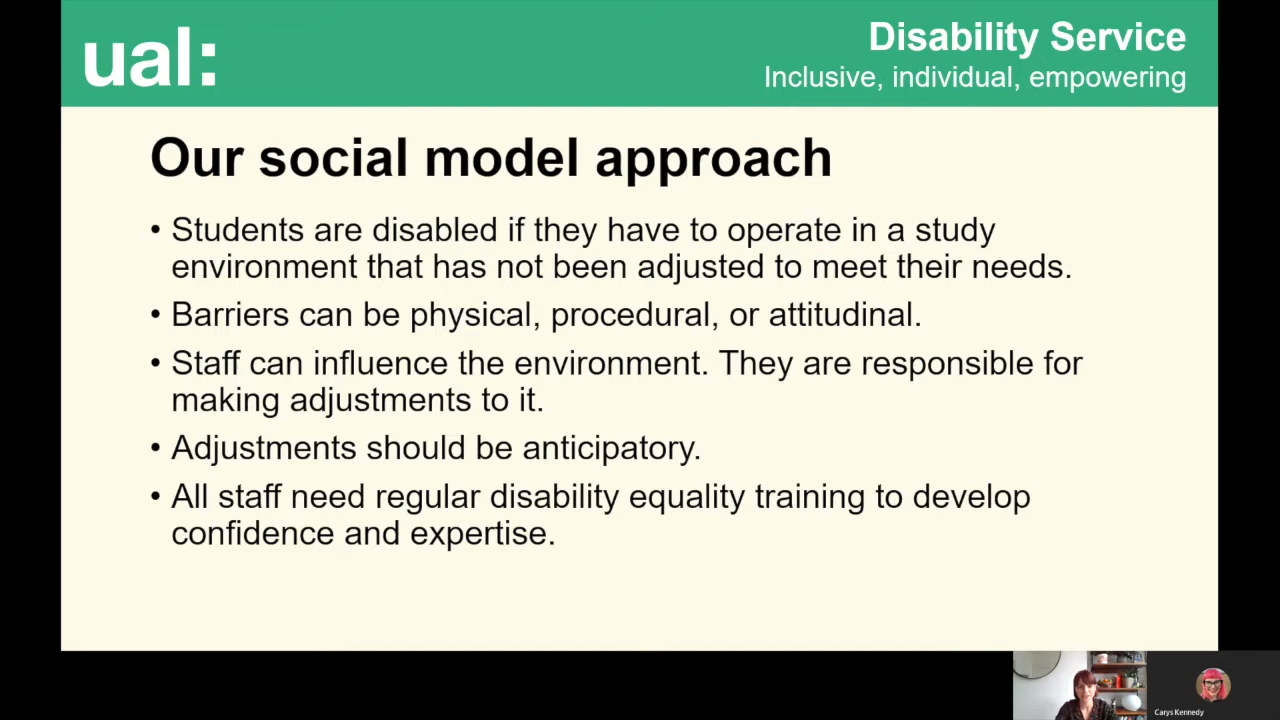 ual:
Disability Service
Inclusive, individual, empowering
Our social model approach
• Students are disabled if they have to operate in a study
environment that has not been adjusted to meet their needs.
• Barriers can be physical, procedural, or attitudinal.
• Staff can influence the environment. They are responsible for
making adjustments to it.
• Adjustments should be anticipatory.
• All staff need regular disability equality training to develop
confidence and expertise.
Carys Kennedy